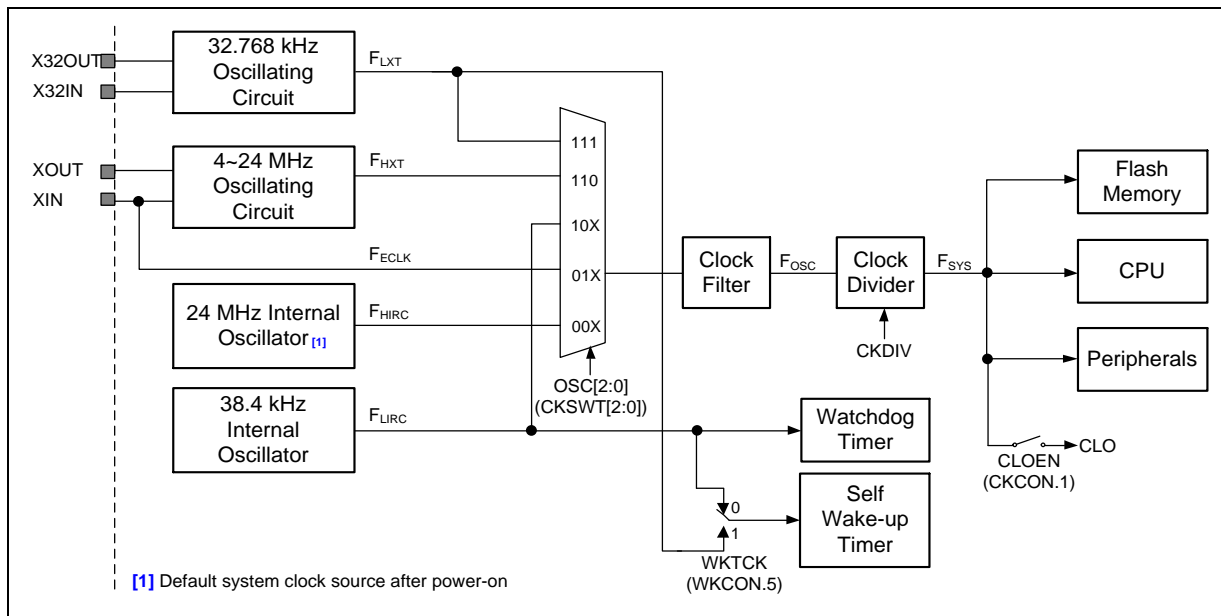 X32OUT
X32IN
32.768 kHz
Oscillating
Circuit
FLXT
XOUT
XIN
4~24 MHz
Oscillating
Circuit
FHXT
FECLK
24 MHz Internal
Oscillator[1]
FHIRC
38.4 kHz
Internal
Oscillator
FLIRC
111
110
10X
01X
00X
OSC[2:0]
(CKSWT[2:0])
Clock
Filter
FOSC
Clock
Divider
CKDIV
FSYS
Flash
Memory
CPU
Peripherals
CLO
CLOEN
(CKCON.1)
Watchdog
Timer
0
1
WKTCK
(WKCON.5)
Self
Wake-up
Timer
[1] Default system clock source after power-on